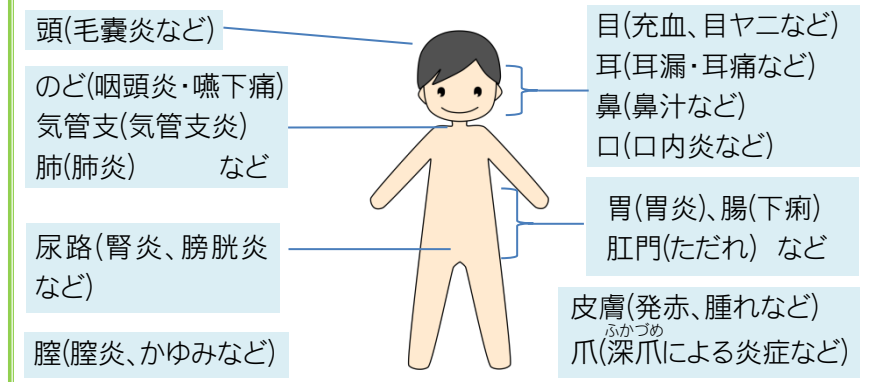 頭(毛嚢炎など)
のど(咽頭炎・嚥下痛)
気管支(気管支炎)
肺(肺炎) など
尿路(腎炎、膀胱炎
など)
膣(膣炎、かゆみなど)
目(充血、目ヤニなど)
耳(耳漏・耳痛など)
鼻(鼻汁など)
口(口内炎など)
胃(胃炎)、腸(下痢)
肛門(ただれ) など
皮膚(発赤、腫れなど)
ふかづめ
爪(深爪による炎症など)